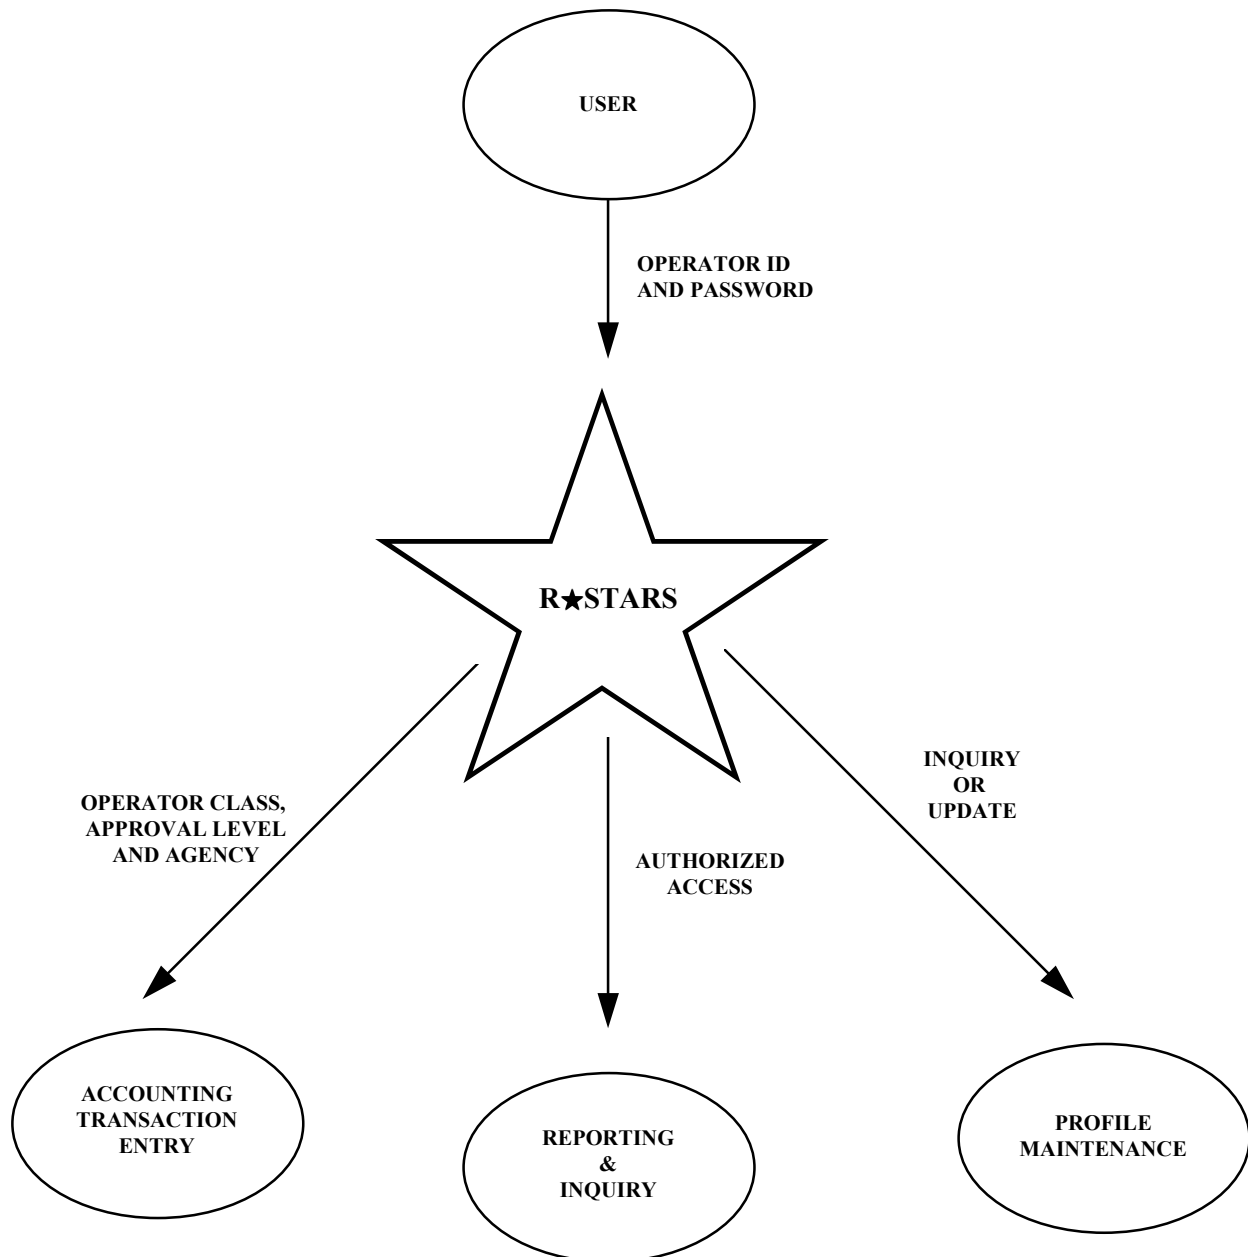 USER
OPERATOR ID
AND PASSWORD
R★STARS
INQUIRY
OR
UPDATE
OPERATOR CLASS,
APPROVAL LEVEL
AND AGENCY
AUTHORIZED
ACCESS
ACCOUNTING
TRANSACTION
ENTRY
REPORTING
&
INQUIRY
PROFILE
MAINTENANCE